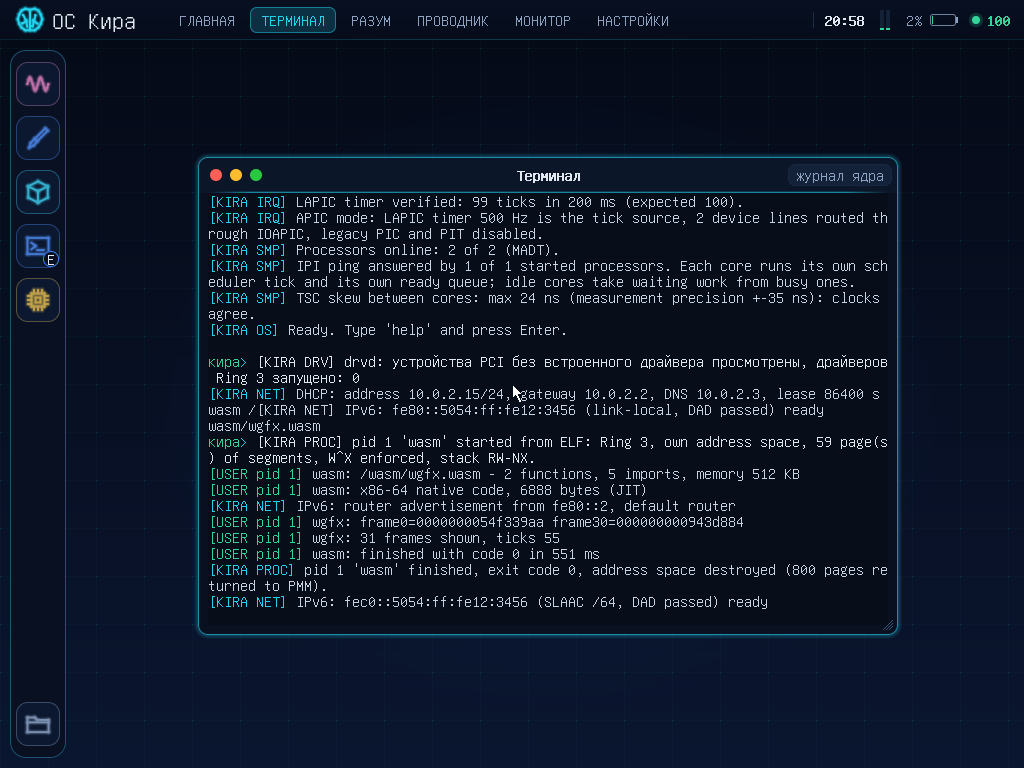 ОС Кира
ГЛАВНАЯ
ТЕРМИНАЛ
РАЗУМ
ПРОВОДНИК
МОНИТОР
НАСТРОЙКИ
20:58
2%
100
E
Терминал
журнал ядра
[KIRA IRQ] LAPIC timer verified: 99 ticks in 200 ms (expected 100).
[KIRA IRQ] APIC mode: LAPIC timer 500 Hz is the tick source, 2 device lines routed th
rough IOAPIC, legacy PIC and PIT disabled.
[KIRA SMP] Processors online: 2 of 2 (MADT).
[KIRA SMP] IPI ping answered by 1 of 1 started processors. Each core runs its own sch
eduler tick and its own ready queue; idle cores take waiting work from busy ones.
[KIRA SMP] TSC skew between cores: max 24 ns (measurement precision +-35 ns): clocks
agree.
[KIRA OS] Ready. Type 'help' and press Enter.
кира> [KIRA DRV] drvd: устройства PCI без встроенного драйвера просмотрены, драйверов
Ring 3 запущено: 0
[KIRA NET] DHCP: address 10.0.2.15/24, gateway 10.0.2.2, DNS 10.0.2.3, lease 86400 s
wasm /[KIRA NET] IPv6: fe80::5054:ff:fe12:3456 (link-local, DAD passed) ready
wasm/wgfx.wasm
кира> [KIRA PROC] pid 1 'wasm' started from ELF: Ring 3, own address space, 59 page(s
) of segments, W^X enforced, stack RW-NX.
[USER pid 1] wasm: /wasm/wgfx.wasm - 2 functions, 5 imports, memory 512 KB
[USER pid 1] wasm: x86-64 native code, 6888 bytes (JIT)
[KIRA NET] IPv6: router advertisement from fe80::2, default router
[USER pid 1] wgfx: frame0=0000000054f339aa frame30=000000000943d884
[USER pid 1] wgfx: 31 frames shown, ticks 55
[USER pid 1] wasm: finished with code 0 in 551 ms
[KIRA PROC] pid 1 'wasm' finished, exit code 0, address space destroyed (800 pages re
turned to PMM).
[KIRA NET] IPv6: fec0::5054:ff:fe12:3456 (SLAAC /64, DAD passed) ready